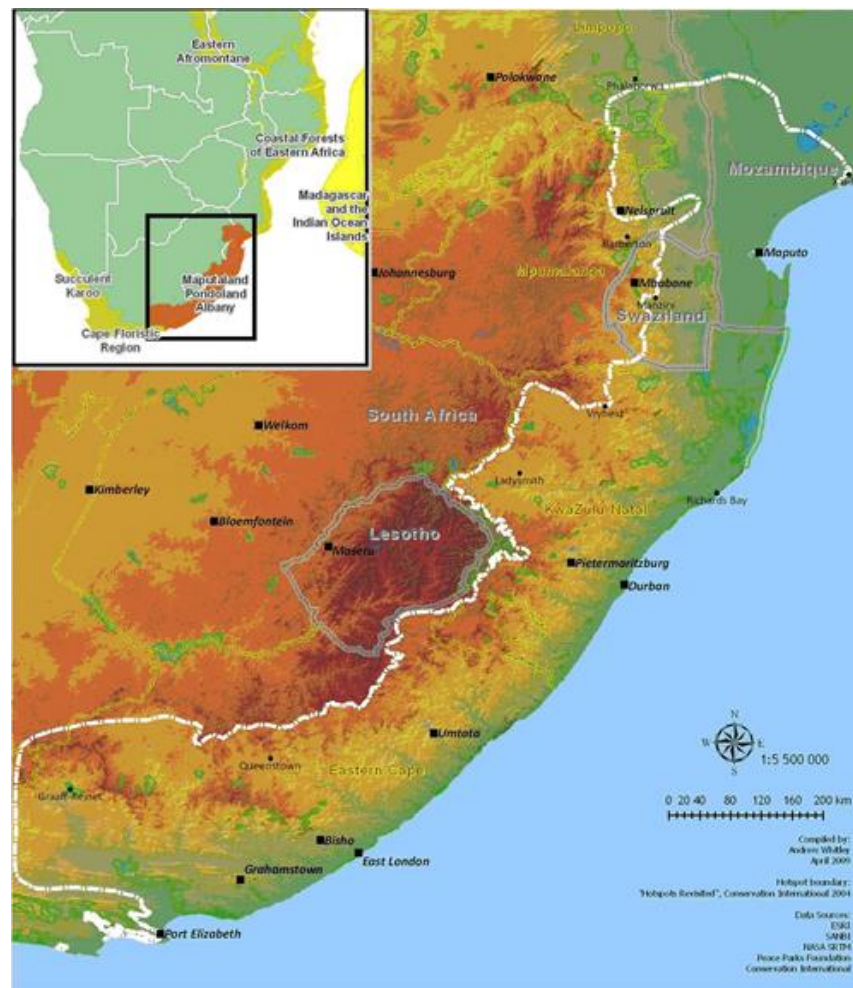 Eastern
Afromontane
Coastal Forests
of Eastern Africa
Madagascar
and the
Indian Ocean
Islands
Succulent
Karoo
Maputaland
Pondoland
Albany
Cape Floristic
Region
Limpopo
Polokwane
Phalaborwa
Mozambique
Nelspruit
Barberton
Maputo
Johannesburg
Mpumalanga
Mbabane
Manzini
Swaziland
South Africa
Vryheid
Welkom
Ladysmith
Kimberley
Richards Bay
KwaZulu Natal
Bloemfontein
Lesotho
Maseru
Pietermaritzburg
Durban
Umtata
Queenstown
Eastern Cape
Graaff-Reinet
Bisho
East London
Grahamstown
Port Elizabeth
N
W E
S
1:5 500 000
0 20 40 80 120 160 200 km
Compiled by:
Andrew Whitley
April 2009
Hotspot boundary:
"Hotspots Revisited", Conservation International 2004
Data Sources:
ESRI
SANBI
NASA SRTM
Peace Parks Foundation
Conservation International